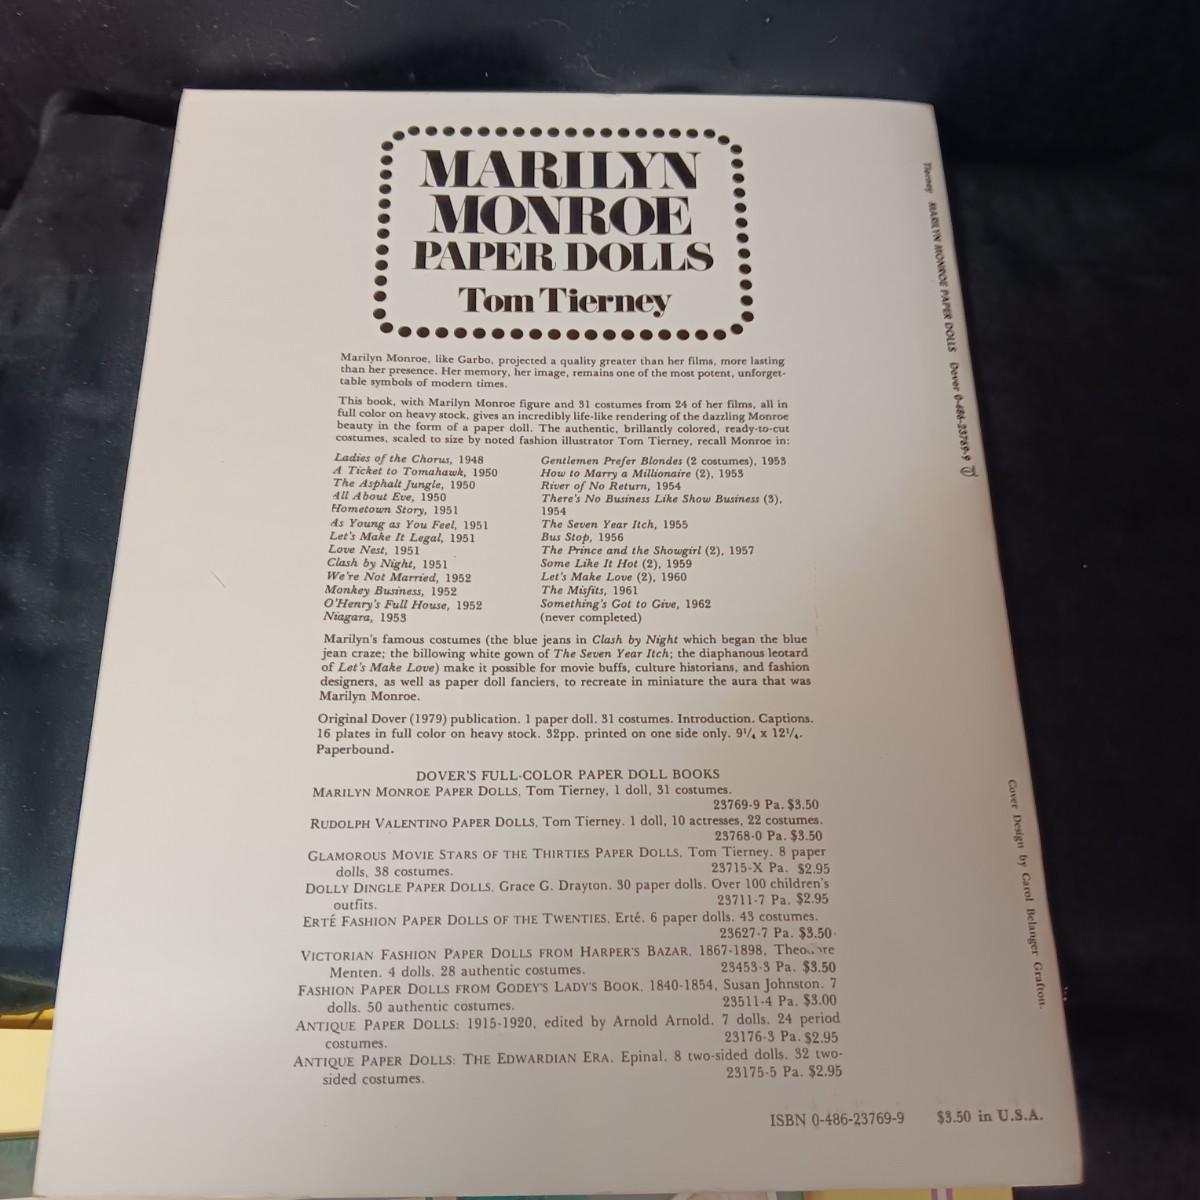 MARILYN
MONROE
PAPER DOLLS
Tom Tierney
Marilyn Monroe, like Garbo, projected a quality greater than her films, more lasting
than her presence. Her memory, her image, remains one of the most potent, unforget-
table symbols of modern times.
This book, with Marilyn Monroe figure and 31 costumes from 24 of her films, all in
full color on heavy stock, gives an incredibly life-like rendering of the dazzling Monroe
beauty in the form of a paper doll. The authentic, brillantly colored, ready-to-cut
costumes, scaled to size by noted fashion illustrator Tom Tierney, recall Monroe in:
Ladies of the Chorus, 1948
A Ticket to Tomahawk, 1950
The Asphalt Jungle, 1950
All About Eve, 1950
Hometown Story, 1951
As Young as You Feel, 1951
Let's Make It Legal, 1951
Love Nest, 1951
Clash by Night, 1951
We're Not Married, 1952
Monkey Business, 1952
O'Henry's Full House, 1952
Niagara, 1953
Gentlemen Prefer Blondes (2 costumes), 1953
How to Marry a Millionaire (2), 1953
River of No Return, 1954
There's No Business Like Show Business (3),
1954
The Seven Year Itch, 1955
Bus Stop, 1956
The Prince and the Showgirl (2), 1957
Some Like It Hot (2), 1959
Let's Make Love (2), 1960
The Misfits, 1961
Something's Got to Give, 1962
(never completed)
Marilyn's famous costumes (the blue jeans in Clash by Night which began the blue
jean craze; the billowing white gown of The Seven Year Itch; the diaphanous leotard
of Let's Make Love) make it possible for movie buffs, culture historians, and fashion
designers, as well as paper doll fanciers, to recreate in miniature the aura that was
Marilyn Monroe.
Original Dover (1979) publication. 1 paper doll. 31 costumes. Introduction. Captions.
16 plates in full color on heavy stock. 32pp. printed on one side only. 9¼ x 12¼.
Paperbound.
DOVER'S FULL-COLOR PAPER DOLL BOOKS
MARILYN MONROE PAPER DOLLS, Tom Tierney, 1 doll, 31 costumes.
23769-9 Pa. $3.50
RUDOLPH VALENTINO PAPER DOLLS, Tom Tierney. 1 doll, 10 actresses, 22 costumes.
23768-0 Pa. $3.50
GLAMOROUS MOVIE STARS OF THE THIRTIES PAPER DOLLS, Tom Tierney. 8 paper
dolls, 38 costumes. 23715-X Pa. $2.95
DOLLY DINGLE PAPER DOLLS, Grace G. Drayton. 30 paper dolls. Over 100 children's
outfits. 23711-7 Pa. $2.95
ERTÉ FASHION PAPER DOLLS OF THE TWENTIES, Erté. 6 paper dolls. 43 costumes.
23627-7 Pa. $3.50
VICTORIAN FASHION PAPER DOLLS FROM HARPER'S BAZAR, 1867-1898, Theodore
Menten. 4 dolls. 28 authentic costumes. 23453-3 Pa. $3.50
FASHION PAPER DOLLS FROM GODEY'S LADY'S BOOK, 1840-1854, Susan Johnston. 7
dolls. 50 authentic costumes. 23511-4 Pa. $3.00
ANTIQUE PAPER DOLLS: 1915-1920, edited by Arnold Arnold. 7 dolls. 24 period
costumes. 23176-3 Pa. $2.95
ANTIQUE PAPER DOLLS: THE EDWARDIAN ERA, Epinal. 8 two-sided dolls. 32 two-
sided costumes. 23175-5 Pa. $2.95
ISBN 0-486-23769-9 $3.50 in U.S.A.
Tierney MARILYN MONROE PAPER DOLLS Dover 0-486-23769-9
Cover Design by Carol Belanger Grafton.